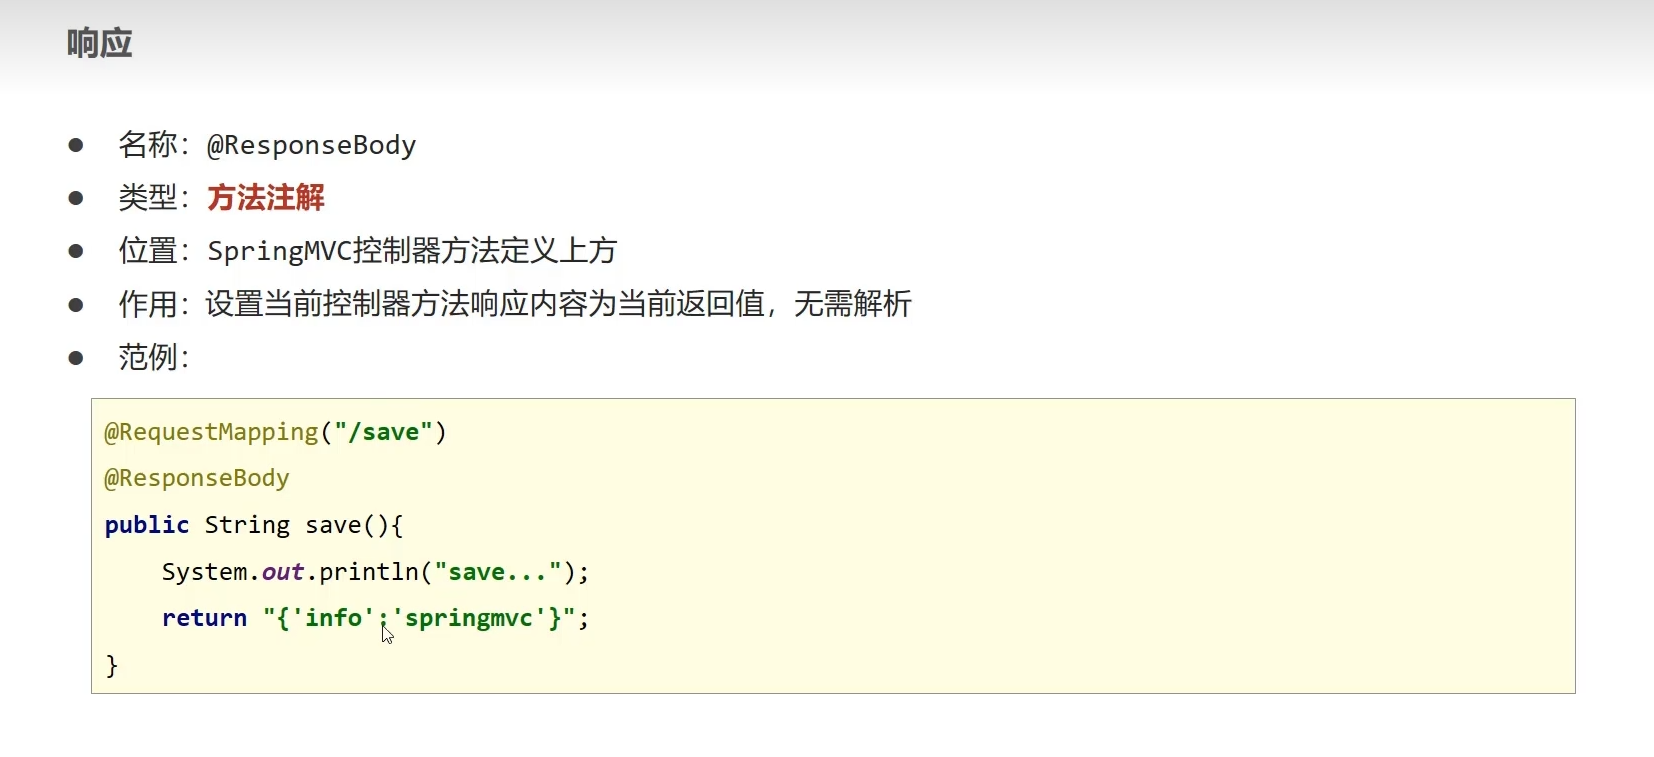 响应
● 名称：@ResponseBody
● 类型：方法注解
● 位置：SpringMVC控制器方法定义上方
● 作用：设置当前控制器方法响应内容为当前返回值，无需解析
● 范例：
@RequestMapping("/save")
@ResponseBody
public String save(){
    System.out.println("save...");
    return "{'info':'springmvc'}";
}